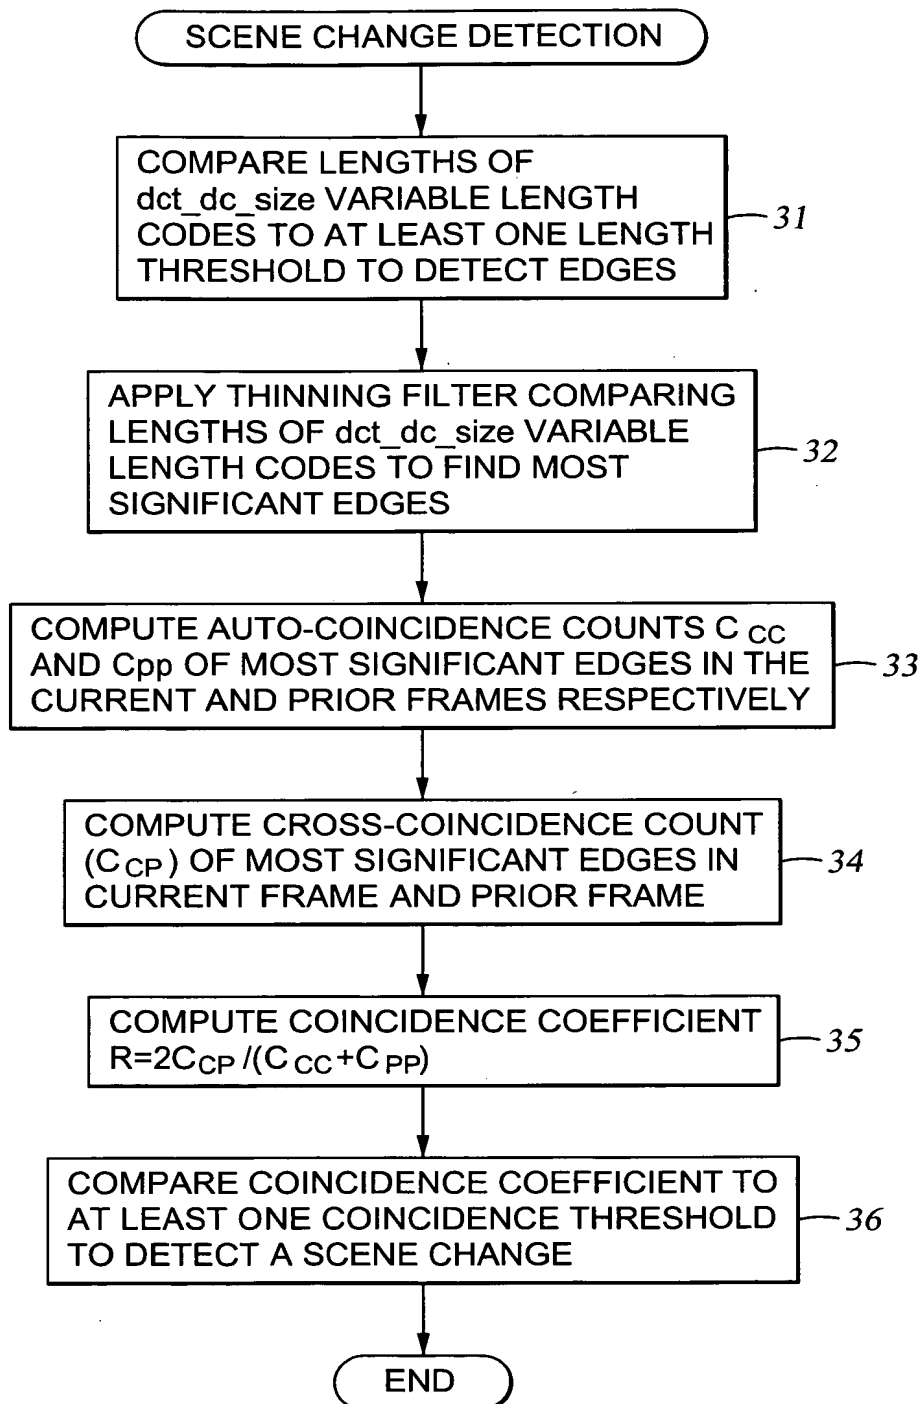 SCENE CHANGE DETECTION
COMPARE LENGTHS OF
dct_dc_size VARIABLE LENGTH
CODES TO AT LEAST ONE LENGTH
THRESHOLD TO DETECT EDGES
31
APPLY THINNING FILTER COMPARING
LENGTHS OF dct_dc_size VARIABLE
LENGTH CODES TO FIND MOST
SIGNIFICANT EDGES
32
COMPUTE AUTO-COINCIDENCE COUNTS C CC
AND Cpp OF MOST SIGNIFICANT EDGES IN THE
CURRENT AND PRIOR FRAMES RESPECTIVELY
33
COMPUTE CROSS-COINCIDENCE COUNT
(C CP) OF MOST SIGNIFICANT EDGES IN
CURRENT FRAME AND PRIOR FRAME
34
COMPUTE COINCIDENCE COEFFICIENT
R=2C CP /(C CC+C PP)
35
COMPARE COINCIDENCE COEFFICIENT TO
AT LEAST ONE COINCIDENCE THRESHOLD
TO DETECT A SCENE CHANGE
36
END